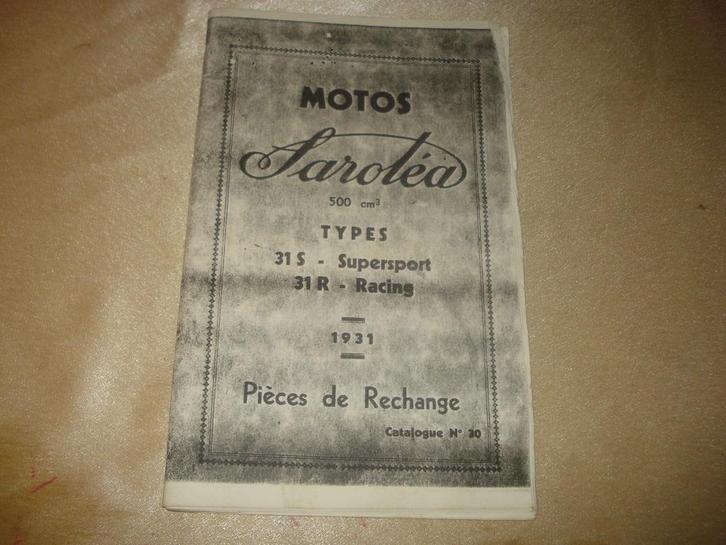 MOTOS
Saroléa
500 cm³
TYPES
31 S - Supersport
31 R - Racing
1931
Pièces de Rechange
Catalogue N° 30